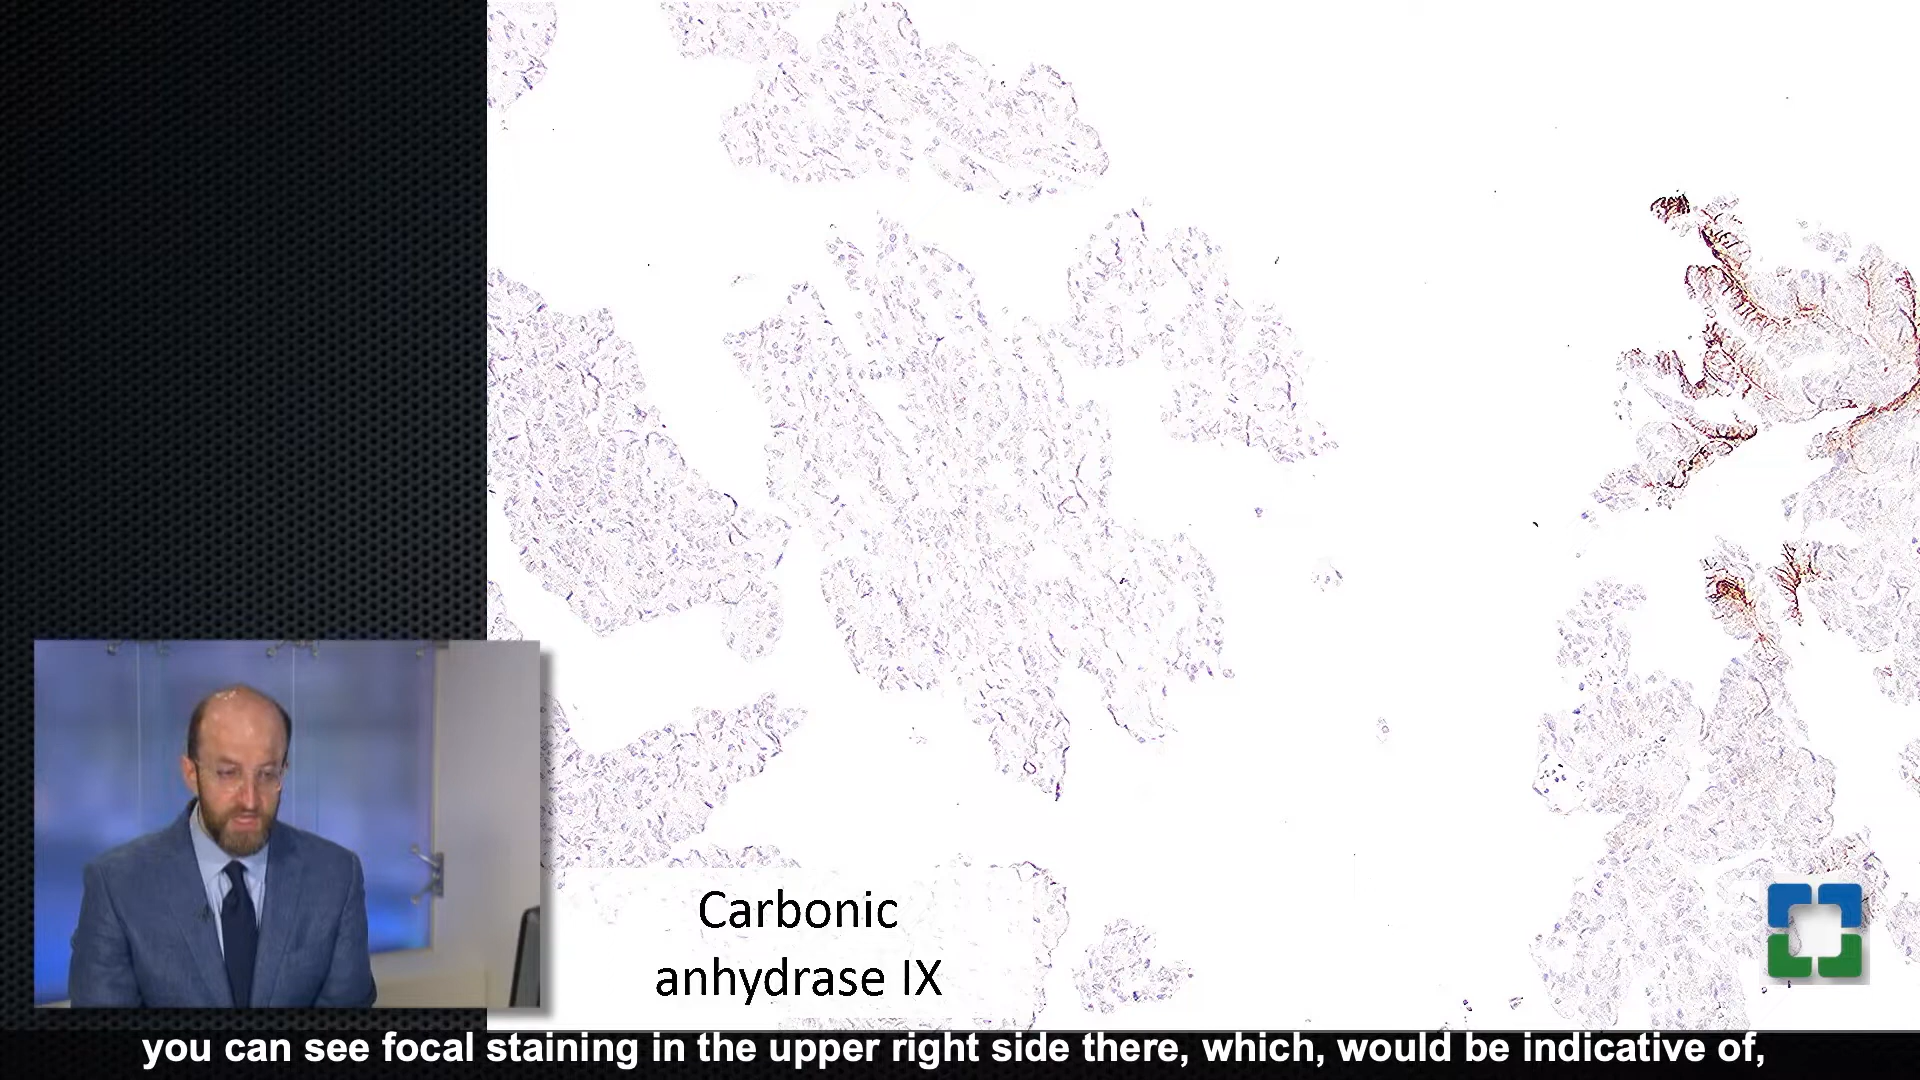 Carbonic
anhydrase IX
you can see focal staining in the upper right side there, which, would be indicative of,